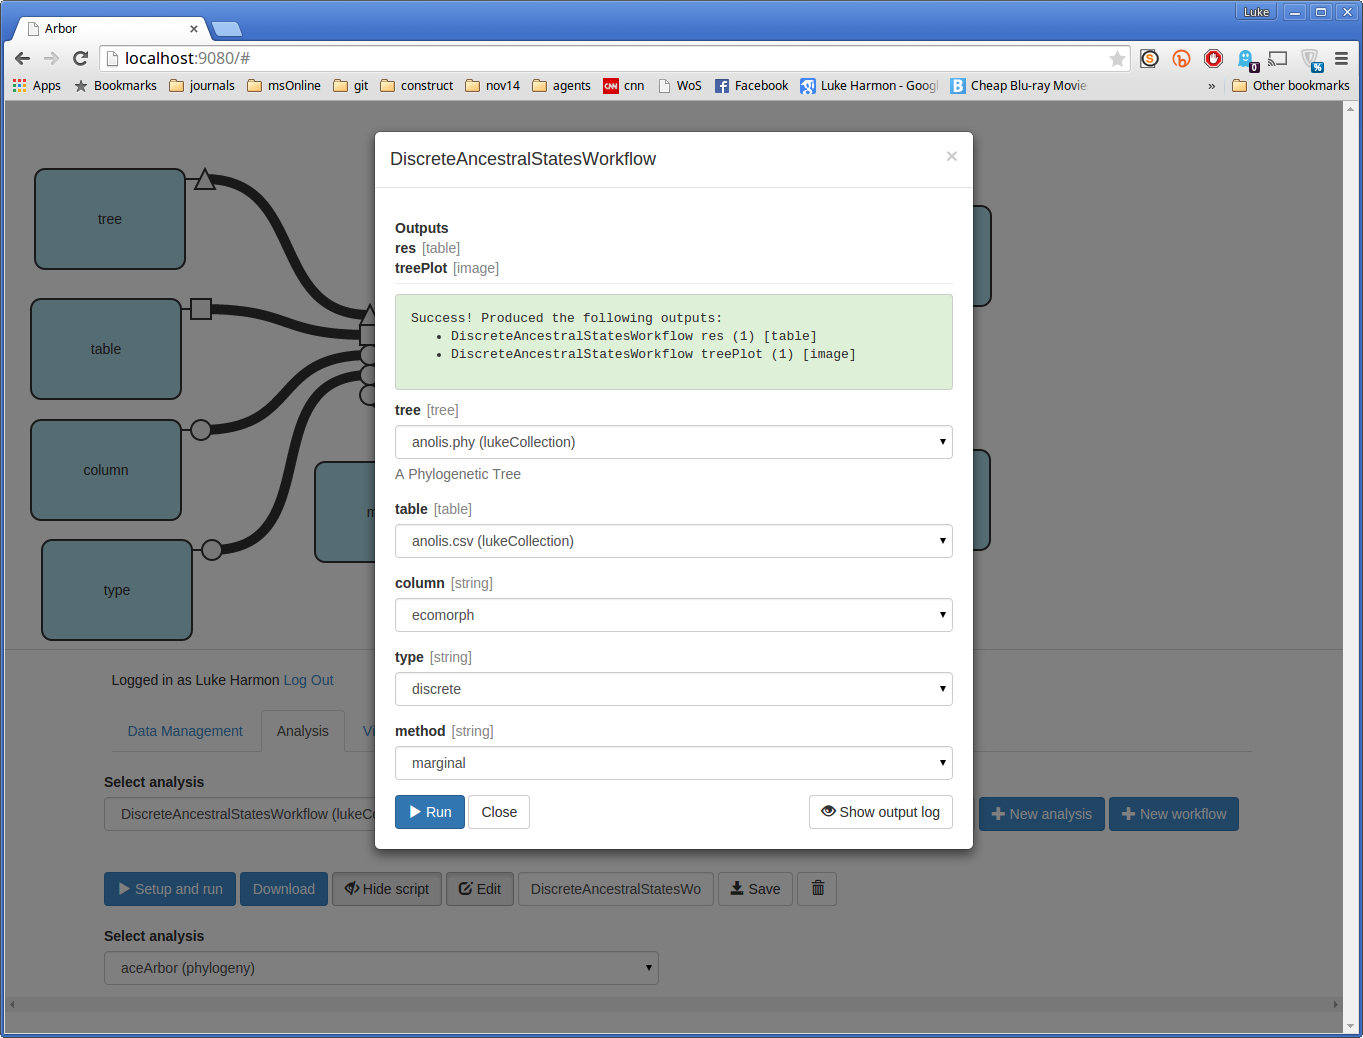 Luke
Arbor
localhost:9080/#
Apps Bookmarks journals msOnline git construct nov14 agents cnn WoS Facebook Luke Harmon - Googl Cheap Blu-ray Movie » Other bookmarks
DiscreteAncestralStatesWorkflow
Outputs
res [table]
treePlot [image]
Success! Produced the following outputs:
• DiscreteAncestralStatesWorkflow res (1) [table]
• DiscreteAncestralStatesWorkflow treePlot (1) [image]
tree [tree]
anolis.phy (lukeCollection)
A Phylogenetic Tree
table [table]
anolis.csv (lukeCollection)
column [string]
ecomorph
type [string]
discrete
method [string]
marginal
Run Close Show output log
tree
table
column
m
type
Logged in as Luke Harmon Log Out
Data Management Analysis Vi
Select analysis
DiscreteAncestralStatesWorkflow (lukeCo
New analysis New workflow
Setup and run Download Hide script Edit DiscreteAncestralStatesWo Save
Select analysis
aceArbor (phylogeny)